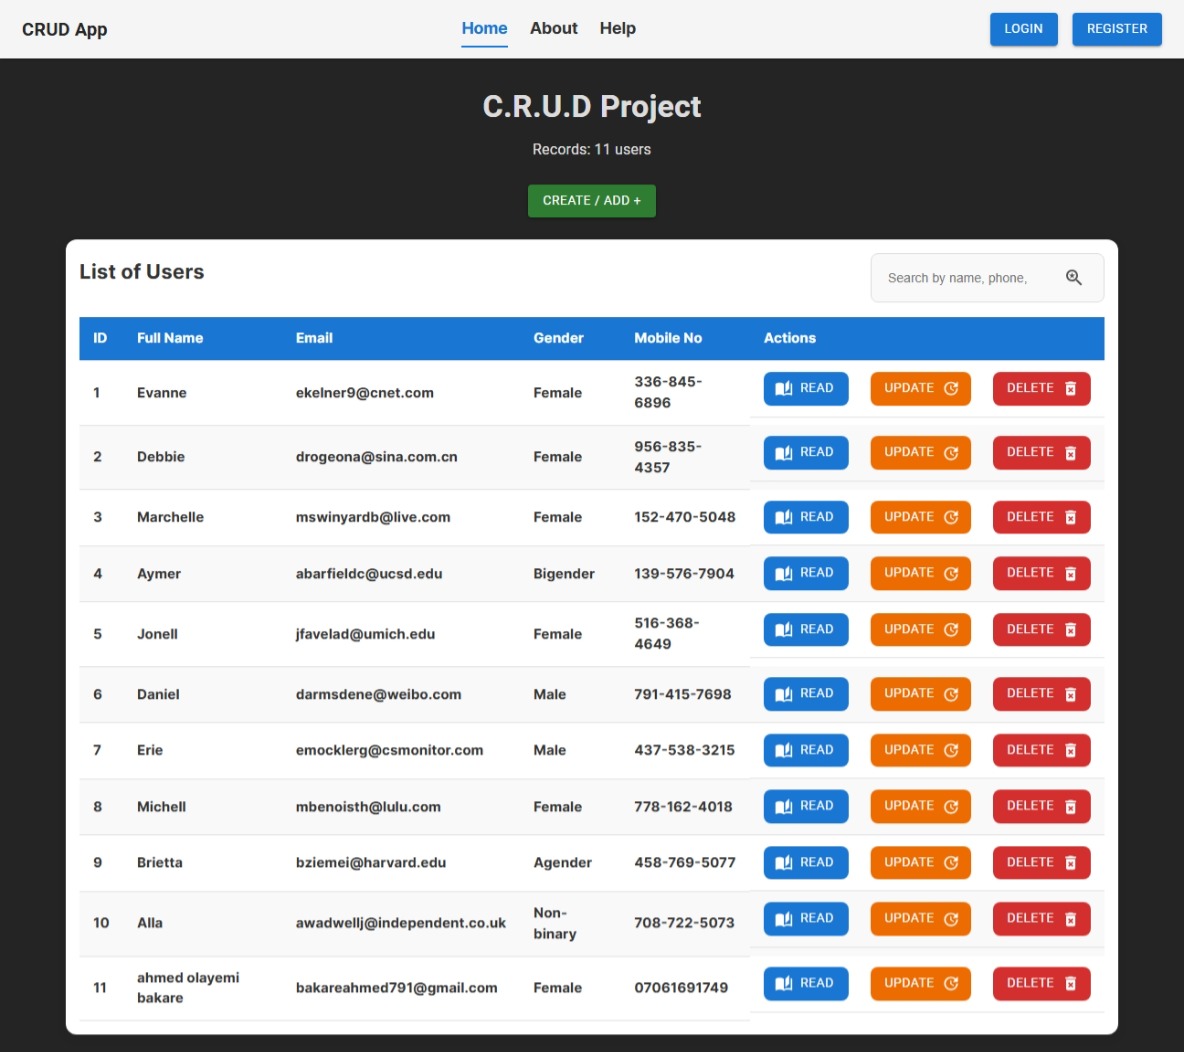 CRUD App Home About Help LOGIN REGISTER
C.R.U.D Project
Records: 11 users
CREATE / ADD +
List of Users
Search by name, phone,
ID Full Name Email Gender Mobile No Actions
1 Evanne ekelner9@cnet.com Female 336-845-
6896 READ UPDATE DELETE
2 Debbie drogeona@sina.com.cn Female 956-835-
4357 READ UPDATE DELETE
3 Marchelle mswinyardb@live.com Female 152-470-5048 READ UPDATE DELETE
4 Aymer abarfieldc@ucsd.edu Bigender 139-576-7904 READ UPDATE DELETE
5 Jonell jfavelad@umich.edu Female 516-368-
4649 READ UPDATE DELETE
6 Daniel darmsdene@weibo.com Male 791-415-7698 READ UPDATE DELETE
7 Erie emocklerg@csmonitor.com Male 437-538-3215 READ UPDATE DELETE
8 Michell mbenoisth@lulu.com Female 778-162-4018 READ UPDATE DELETE
9 Brietta bziemei@harvard.edu Agender 458-769-5077 READ UPDATE DELETE
10 Alla awadwellj@independent.co.uk Non-
binary 708-722-5073 READ UPDATE DELETE
11 ahmed olayemi
bakare bakareahmed791@gmail.com Female 07061691749 READ UPDATE DELETE